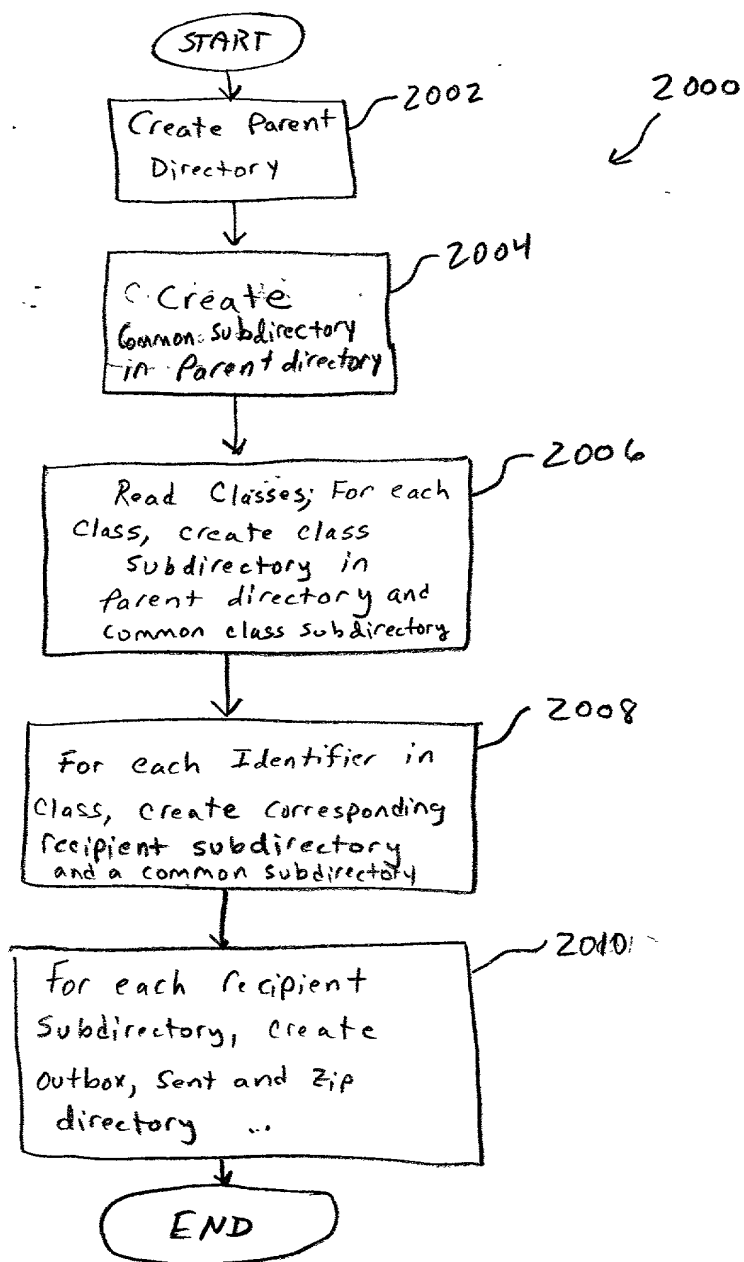 START
2002
2000
Create Parent
Directory
2004
Create
Common subdirectory
in Parent directory
2006
Read Classes; For each
Class, create class
Subdirectory in
Parent directory and
common class subdirectory
2008
For each Identifier in
Class, create corresponding
recipient subdirectory
and a common subdirectory
2010
For each recipient
Subdirectory, create
outbox, sent and Zip
directory ...
END